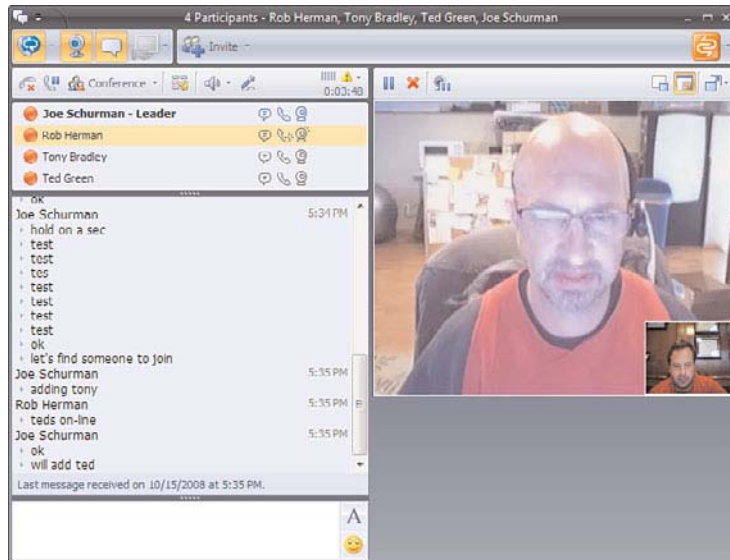 4 Participants - Rob Herman, Tony Bradley, Ted Green, Joe Schurman
Invite
Conference
0:03:48
Joe Schurman - Leader
Rob Herman
Tony Bradley
Ted Green
ok
Joe Schurman 5:34 PM
hold on a sec
test
test
tes
test
test
test
test
ok
let's find someone to join
Joe Schurman 5:35 PM
adding tony
Rob Herman 5:35 PM
teds on-line
Joe Schurman 5:35 PM
ok
will add ted
Last message received on 10/15/2008 at 5:35 PM.
A